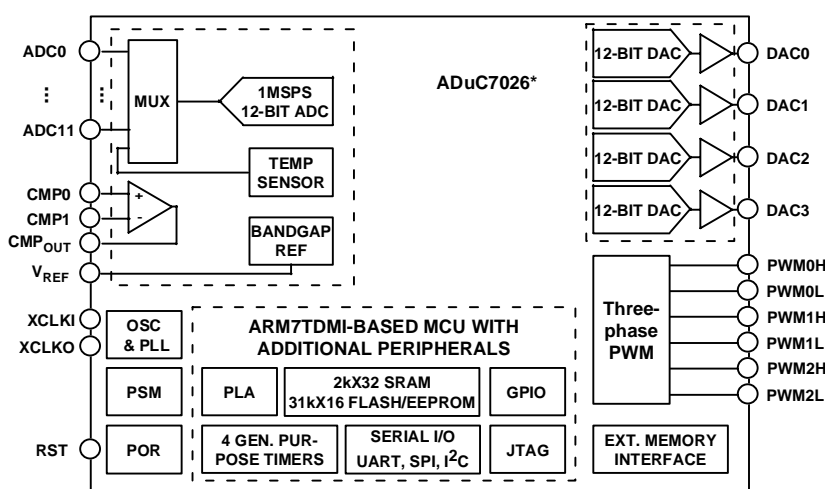 ADuC7026*
ADC0
...
...
ADC11
MUX
1MSPS
12-BIT ADC
TEMP
SENSOR
CMP0
CMP1
CMPOUT
+
-
BANDGAP
REF
VREF
12-BIT DAC
DAC0
12-BIT DAC
DAC1
12-BIT DAC
DAC2
12-BIT DAC
DAC3
Three-
phase
PWM
PWM0H
PWM0L
PWM1H
PWM1L
PWM2H
PWM2L
XCLKI
XCLKO
OSC
& PLL
PSM
RST
POR
ARM7TDMI-BASED MCU WITH
ADDITIONAL PERIPHERALS
PLA
2kX32 SRAM
31kX16 FLASH/EEPROM
GPIO
4 GEN. PUR-
POSE TIMERS
SERIAL I/O
UART, SPI, I2C
JTAG
EXT. MEMORY
INTERFACE